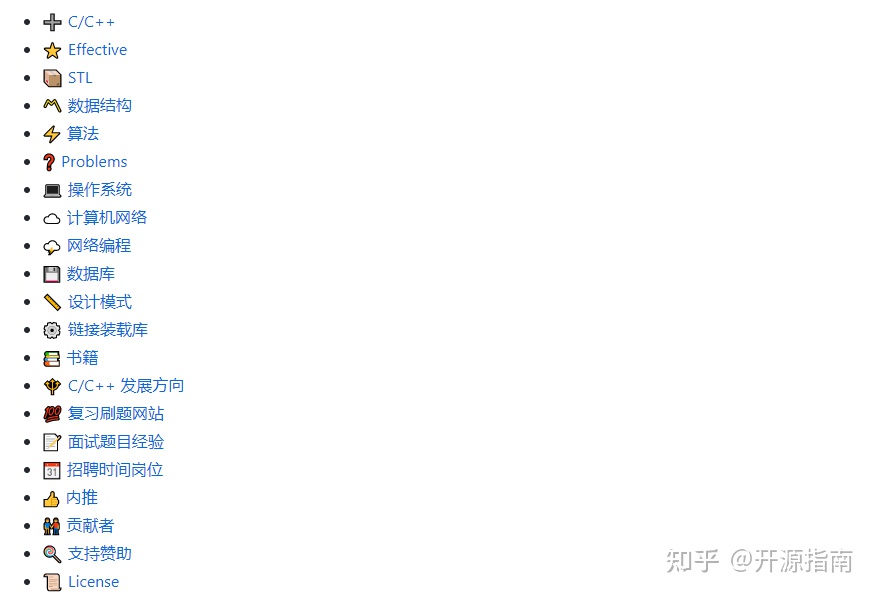 C/C++
Effective
STL
数据结构
算法
Problems
操作系统
计算机网络
网络编程
数据库
设计模式
链接装载库
书籍
C/C++ 发展方向
复习刷题网站
面试题目经验
招聘时间岗位
内推
贡献者
支持赞助
License
知乎 @开源指南